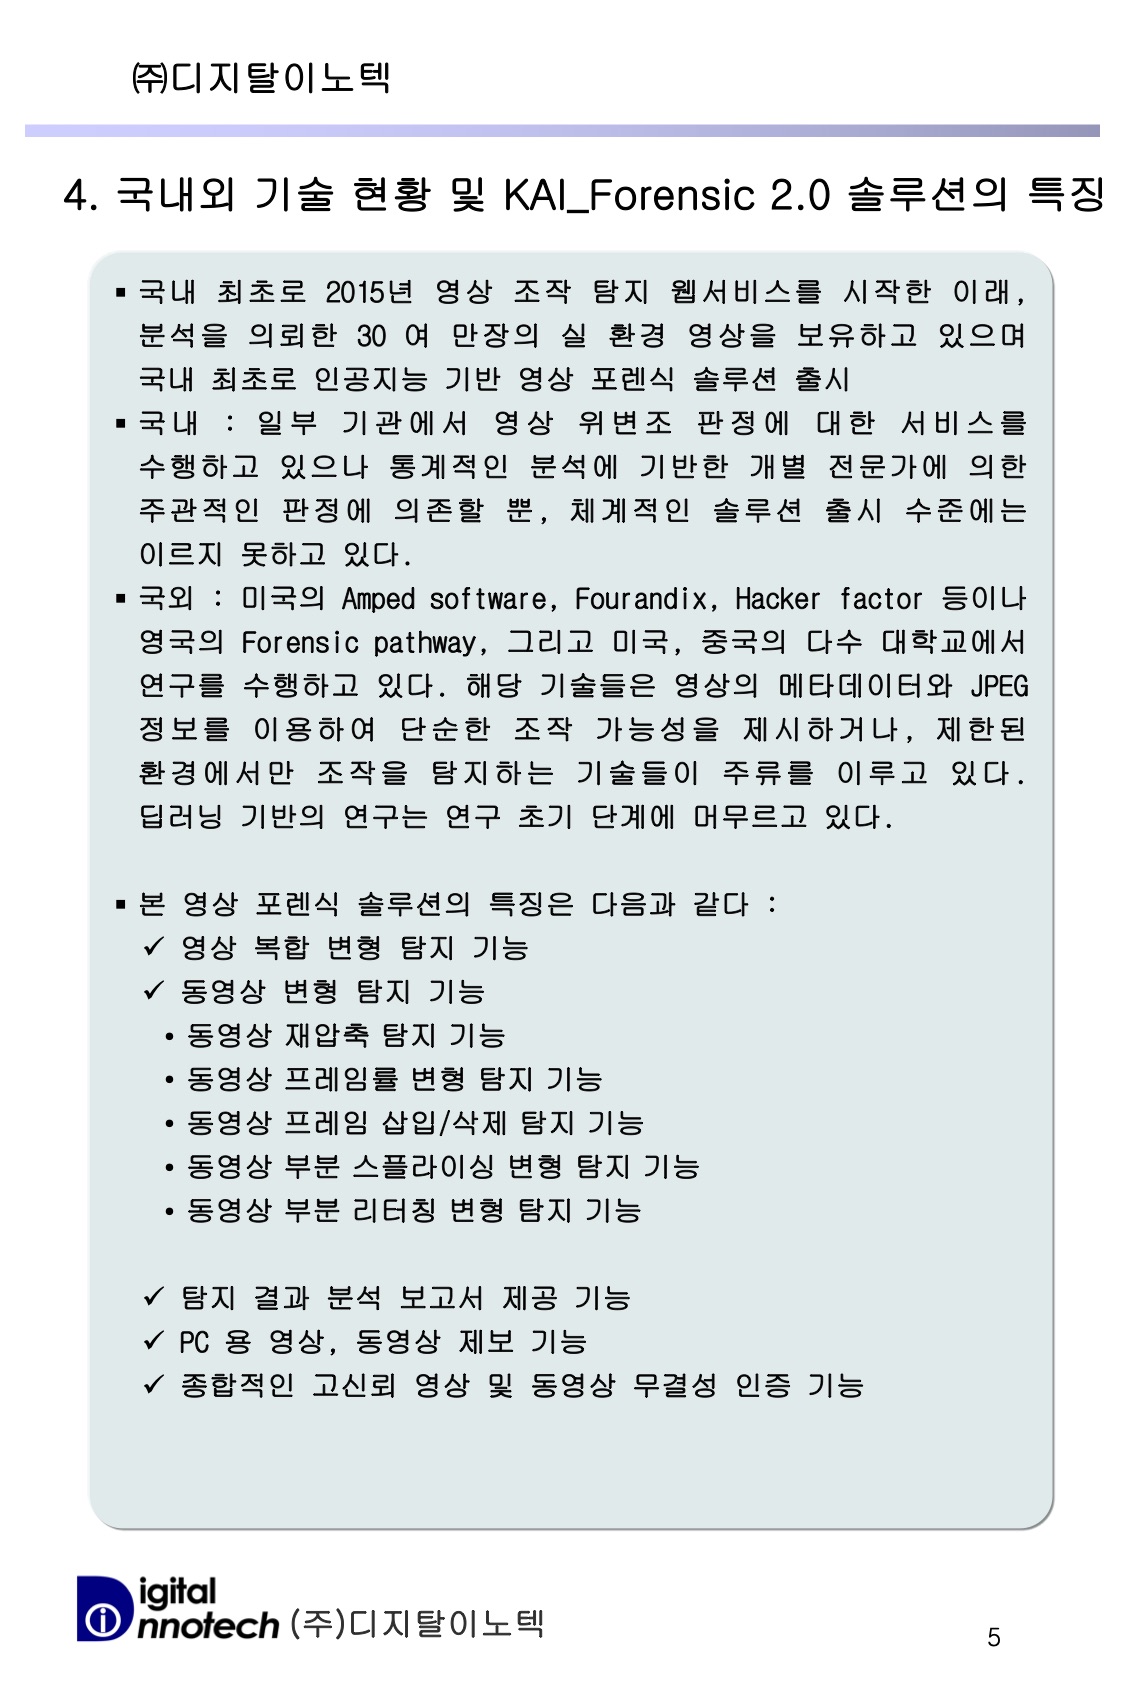 ㈜디지탈이노텍
4. 국내외 기술 현황 및 KAI_Forensic 2.0 솔루션의 특징
▪ 국내 최초로 2015년 영상 조작 탐지 웹서비스를 시작한 이래,
분석을 의뢰한 30 여 만장의 실 환경 영상을 보유하고 있으며
국내 최초로 인공지능 기반 영상 포렌식 솔루션 출시
▪ 국내 : 일부 기관에서 영상 위변조 판정에 대한 서비스를
수행하고 있으나 통계적인 분석에 기반한 개별 전문가에 의한
주관적인 판정에 의존할 뿐, 체계적인 솔루션 출시 수준에는
이르지 못하고 있다.
▪ 국외 : 미국의 Amped software, Fourandix, Hacker factor 등이나
영국의 Forensic pathway, 그리고 미국, 중국의 다수 대학교에서
연구를 수행하고 있다. 해당 기술들은 영상의 메타데이터와 JPEG
정보를 이용하여 단순한 조작 가능성을 제시하거나, 제한된
환경에서만 조작을 탐지하는 기술들이 주류를 이루고 있다.
딥러닝 기반의 연구는 연구 초기 단계에 머무르고 있다.
▪ 본 영상 포렌식 솔루션의 특징은 다음과 같다 :
✓ 영상 복합 변형 탐지 기능
✓ 동영상 변형 탐지 기능
• 동영상 재압축 탐지 기능
• 동영상 프레임률 변형 탐지 기능
• 동영상 프레임 삽입/삭제 탐지 기능
• 동영상 부분 스플라이싱 변형 탐지 기능
• 동영상 부분 리터칭 변형 탐지 기능
✓ 탐지 결과 분석 보고서 제공 기능
✓ PC 용 영상, 동영상 제보 기능
✓ 종합적인 고신뢰 영상 및 동영상 무결성 인증 기능
Digital
innotech (주)디지탈이노텍
5